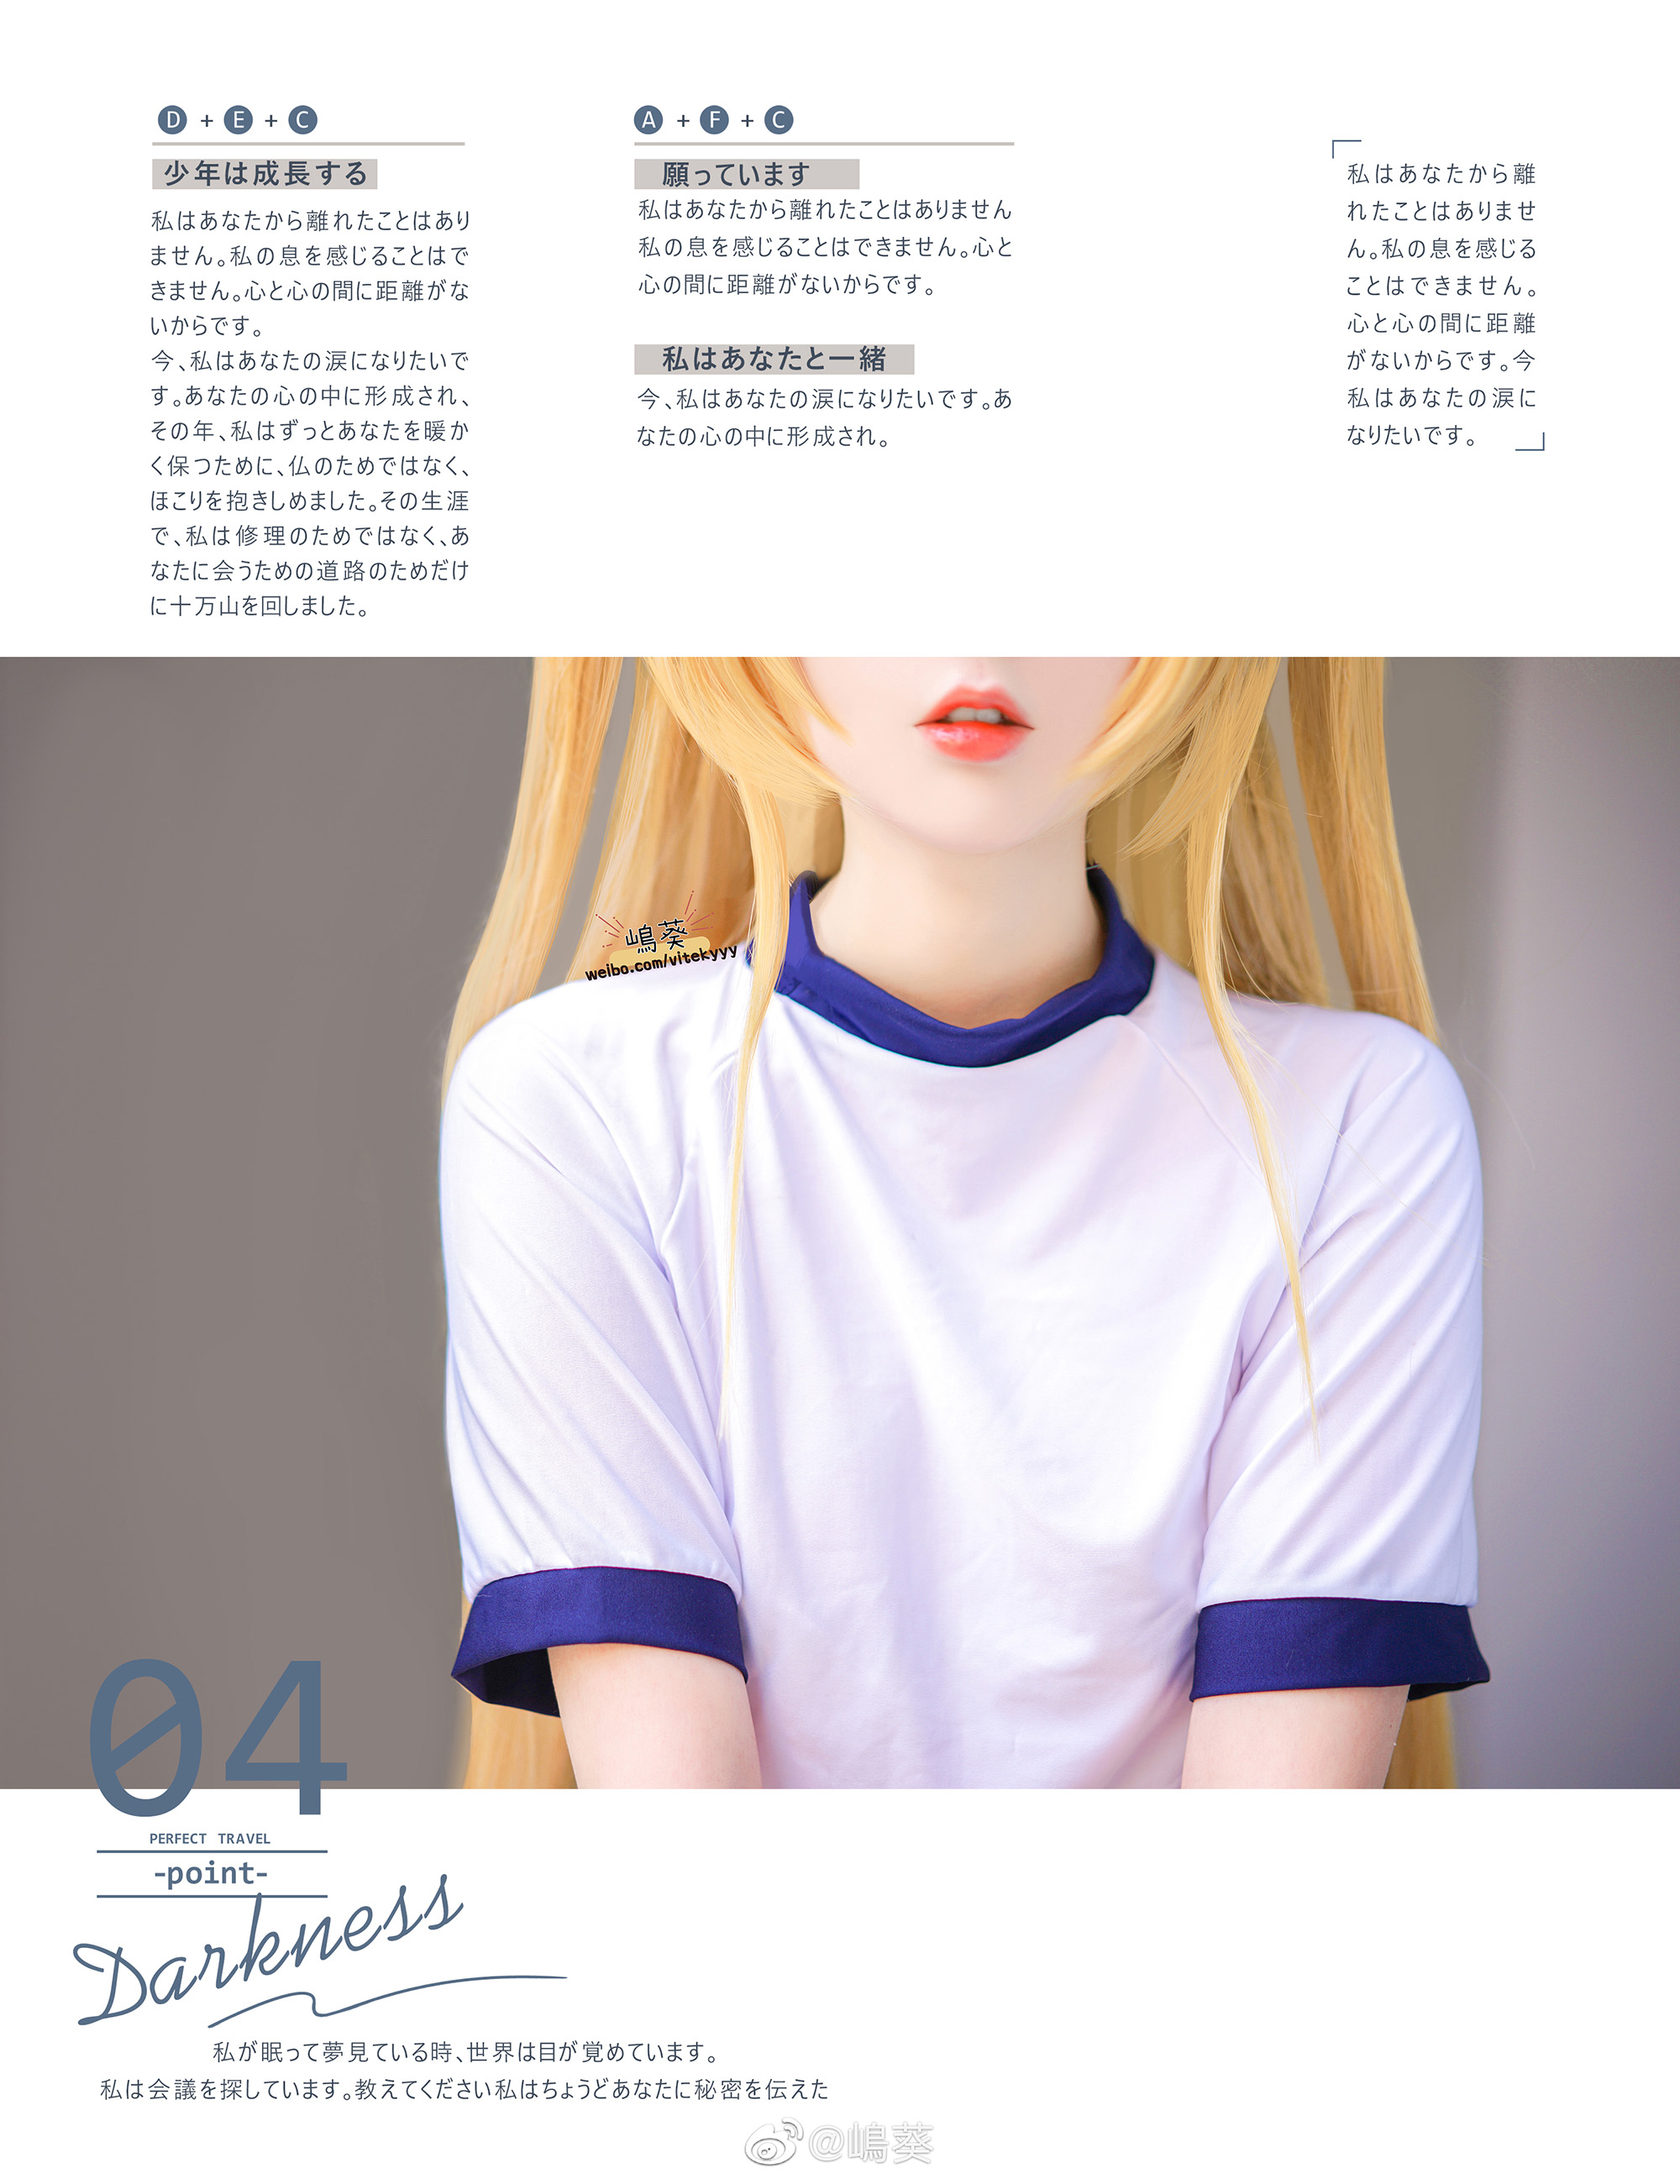 D + E + C
少年は成長する
私はあなたから離れたことはあり
ません。私の息を感じることはで
きません。心と心の間に距離がな
いからです。
今、私はあなたの涙になりたいで
す。あなたの心の中に形成され、
その年、私はずっとあなたを暖か
く保つために、仏のためではなく、
ほこりを抱きしめました。その生涯
で、私は修理のためではなく、あ
なたに会うための道路のためだけ
に十万山を回しました。
A + F + C
願っています
私はあなたから離れたことはありません
私の息を感じることはできません。心と
心の間に距離がないからです。
私はあなたと一緒
今、私はあなたの涙になりたいです。あ
なたの心の中に形成され。
私はあなたから離
れたことはありませ
ん。私の息を感じる
ことはできません。
心と心の間に距離
がないからです。今
私はあなたの涙に
なりたいです。
嶋葵
weibo.com/vitekyyy
04
PERFECT TRAVEL
-point-
Darkness
私が眠って夢見ている時、世界は目が覚めています。
私は会議を探しています。教えてください私はちょうどあなたに秘密を伝えた
@嶋葵